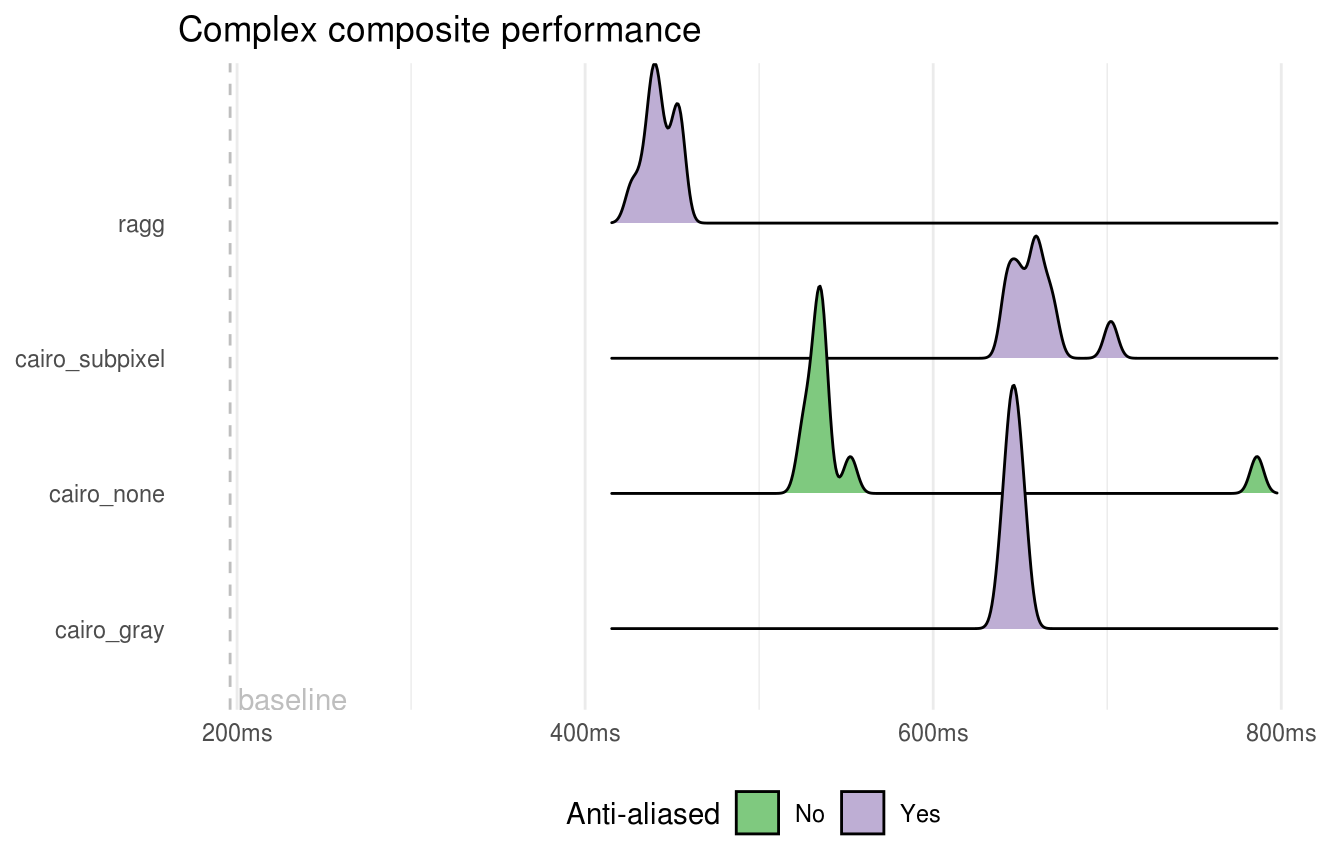 Complex composite performance
ragg
cairo_subpixel
cairo_none
cairo_gray
baseline
200ms 400ms 600ms 800ms
Anti-aliased No Yes